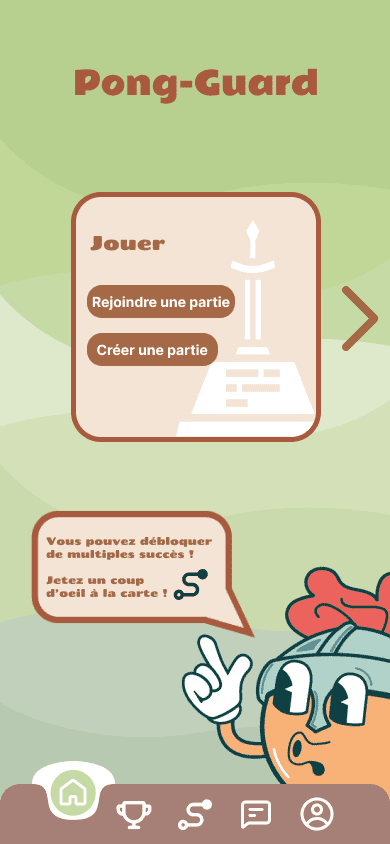 Pong-Guard
Jouer
Rejoindre une partie
Créer une partie
Vous pouvez débloquer
de multiples succès !
Jetez un coup
d'oeil à la carte !